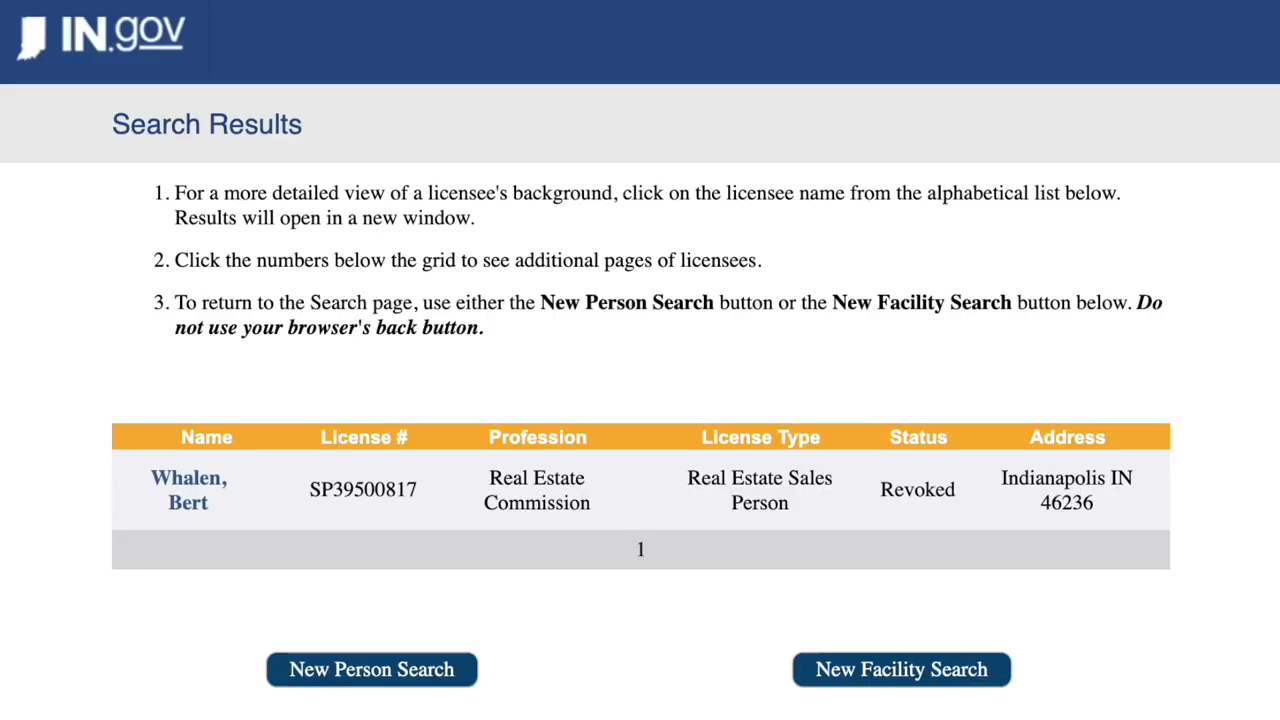 IN.gov
Search Results
1. For a more detailed view of a licensee's background, click on the licensee name from the alphabetical list below.
Results will open in a new window.
2. Click the numbers below the grid to see additional pages of licensees.
3. To return to the Search page, use either the New Person Search button or the New Facility Search button below. Do
not use your browser's back button.
Name License # Profession License Type Status Address
Whalen, Bert SP39500817 Real Estate Commission Real Estate Sales Person Revoked Indianapolis IN 46236
1
New Person Search New Facility Search